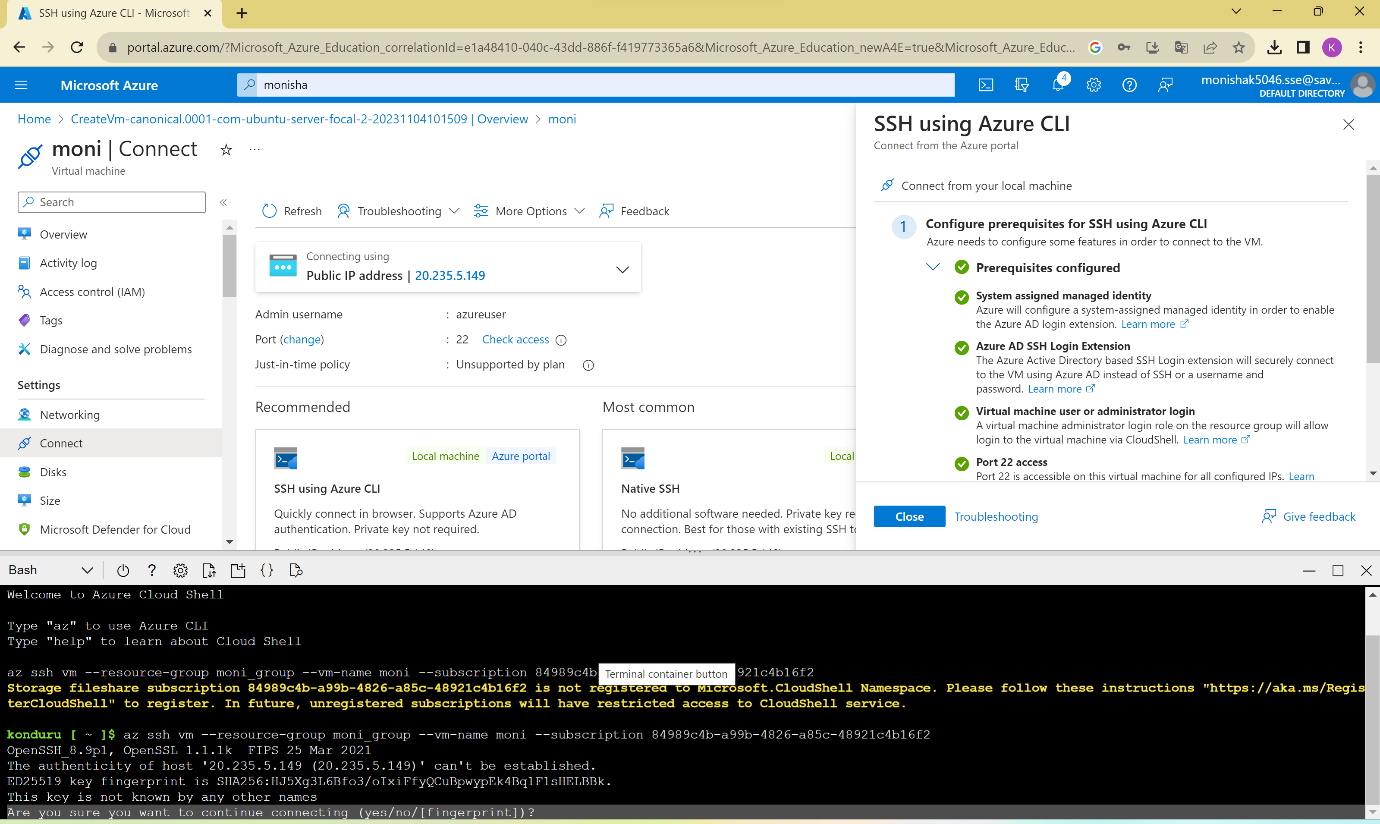 SSH using Azure CLI - Microsoft
portal.azure.com/?Microsoft_Azure_Education_correlationId=e1a48410-040c-43dd-886f-f419773365a6&Microsoft_Azure_Education_newA4E=true&Microsoft_Azure_Educ...
K
Microsoft Azure
monisha
4
monishak5046.sse@sav...
DEFAULT DIRECTORY
Home > CreateVm-canonical.0001-com-ubuntu-server-focal-2-20231104101509 | Overview > moni
moni | Connect
Virtual machine
Search
Overview
Activity log
Access control (IAM)
Tags
Diagnose and solve problems
Settings
Networking
Connect
Disks
Size
Microsoft Defender for Cloud
Refresh Troubleshooting More Options Feedback
Connecting using
Public IP address | 20.235.5.149
Admin username : azureuser
Port (change) : 22 Check access
Just-in-time policy : Unsupported by plan
Recommended
Most common
Local machine Azure portal
SSH using Azure CLI
Quickly connect in browser. Supports Azure AD
authentication. Private key not required.
Local
Native SSH
No additional software needed. Private key re
connection. Best for those with existing SSH to
SSH using Azure CLI
Connect from the Azure portal
Connect from your local machine
1 Configure prerequisites for SSH using Azure CLI
Azure needs to configure some features in order to connect to the VM.
Prerequisites configured
System assigned managed identity
Azure will configure a system-assigned managed identity in order to enable
the Azure AD login extension. Learn more
Azure AD SSH Login Extension
The Azure Active Directory based SSH Login extension will securely connect
to the VM using Azure AD instead of SSH or a username and
password. Learn more
Virtual machine user or administrator login
A virtual machine administrator login role on the resource group will allow
login to the virtual machine via CloudShell. Learn more
Port 22 access
Port 22 is accessible on this virtual machine for all configured IPs. Learn
Close Troubleshooting Give feedback
Bash
Welcome to Azure Cloud Shell
Type "az" to use Azure CLI
Type "help" to learn about Cloud Shell
az ssh vm --resource-group moni_group --vm-name moni --subscription 84989c4b
Terminal container button
921c4b16f2
Storage fileshare subscription 84989c4b-a99b-4826-a85c-48921c4b16f2 is not registered to Microsoft.CloudShell Namespace. Please follow these instructions "https://aka.ms/Regis
terCloudShell" to register. In future, unregistered subscriptions will have restricted access to CloudShell service.
konduru [ ~ ]$ az ssh vm --resource-group moni_group --vm-name moni --subscription 84989c4b-a99b-4826-a85c-48921c4b16f2
OpenSSH_8.9p1, OpenSSL 1.1.1k  FIPS 25 Mar 2021
The authenticity of host '20.235.5.149 (20.235.5.149)' can't be established.
ED25519 key fingerprint is SHA256:HJ5Xg3L6Bfo3/oIxiFfyQCuBpwypEk4BqlF1sHELBBk.
This key is not known by any other names
Are you sure you want to continue connecting (yes/no/[fingerprint])?